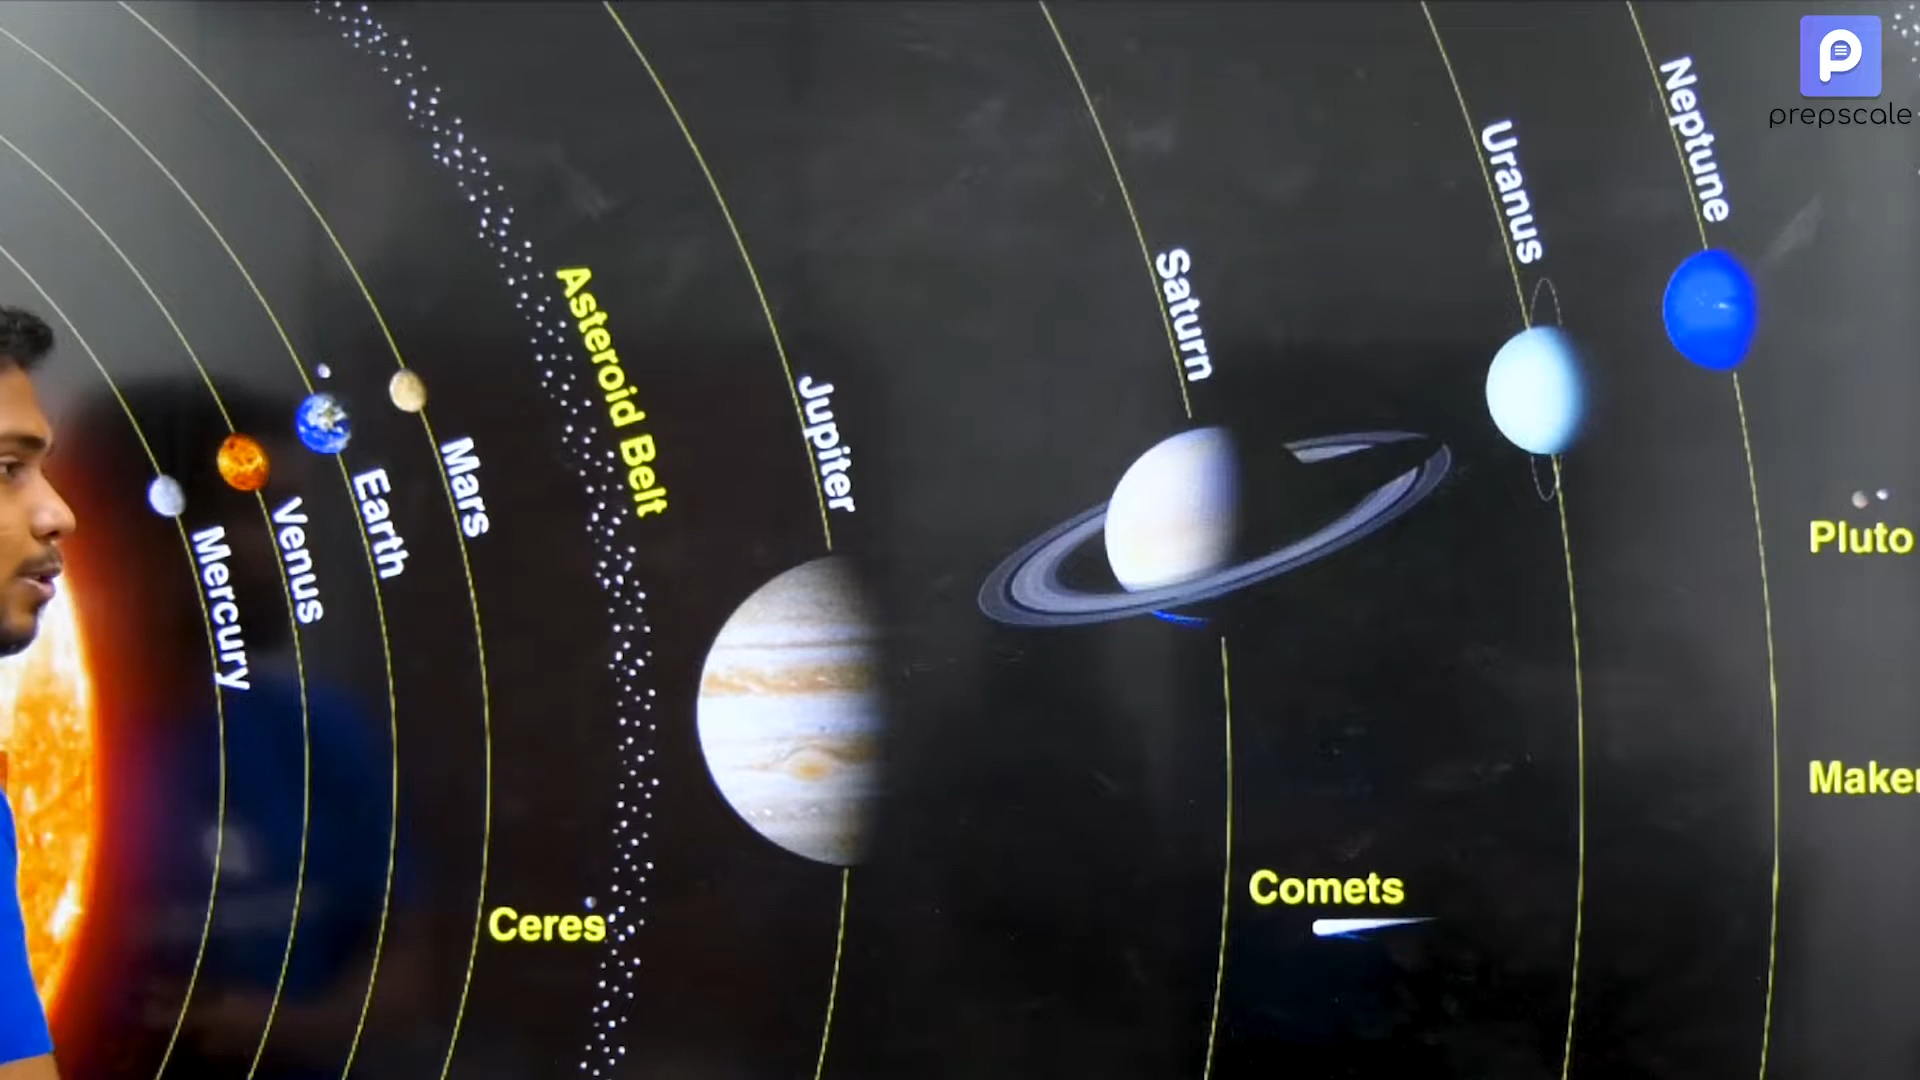 prepscale
Neptune
Uranus
Saturn
Asteroid Belt
Jupiter
Mars
Earth
Venus
Mercury
Pluto
Comets
Ceres